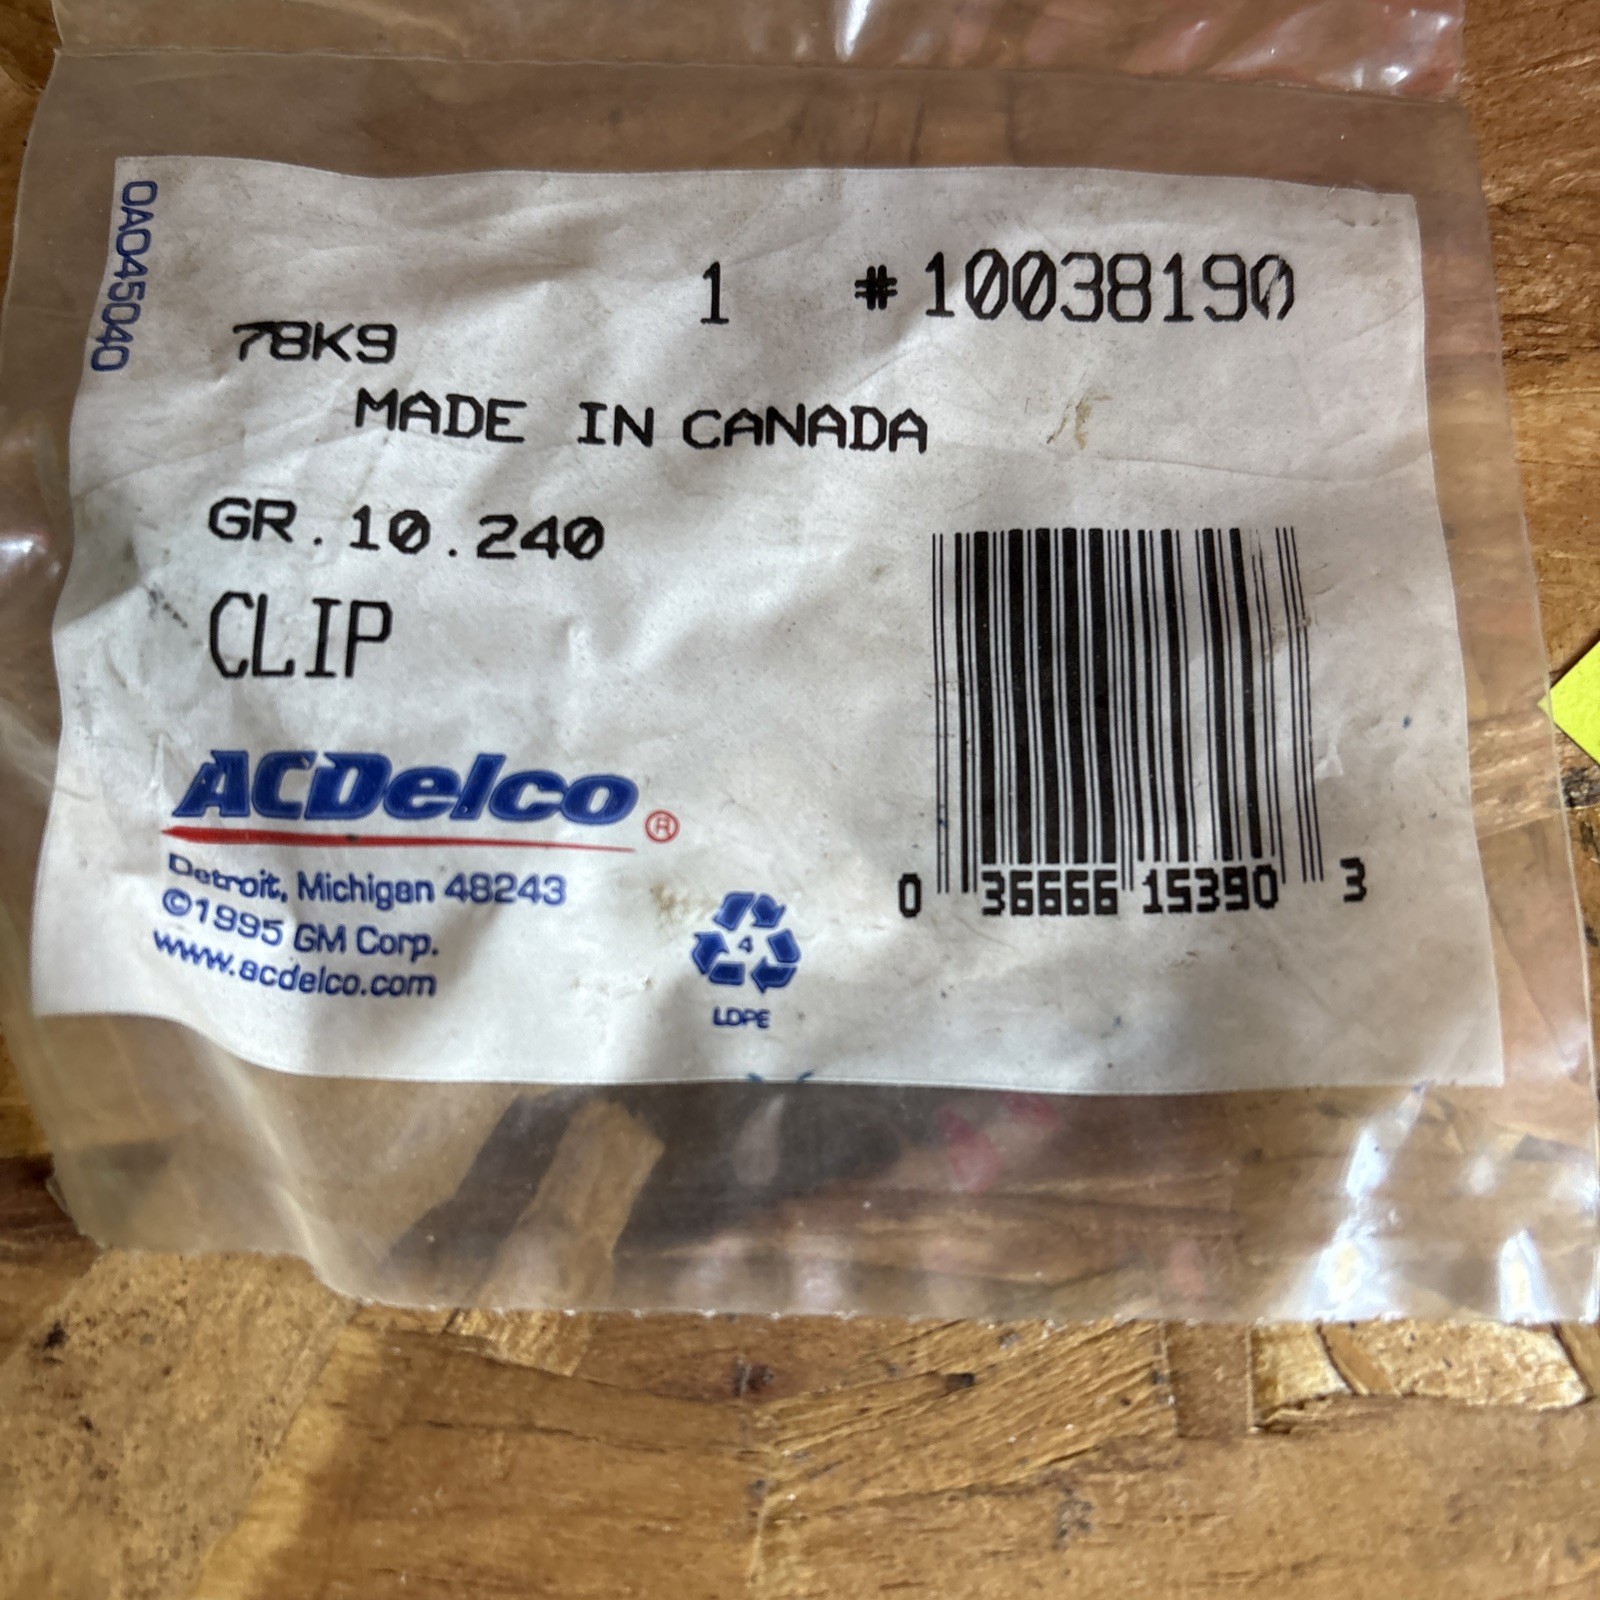 0A045040
1 #10038190
78K9
MADE IN CANADA
GR.10.240
CLIP
ACDelco®
Detroit, Michigan 48243
©1995 GM Corp.
www.acdelco.com
4
LDPE
0 36666 15390 3